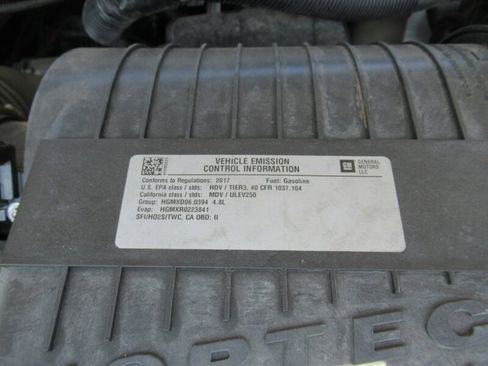 VEHICLE EMISSION
CONTROL INFORMATION
GM
GENERAL
MOTORS
LLC
Conforms to Regulations: 2017 Fuel: Gasoline
U.S. EPA class / stds: HDV / TIER3, 40 CFR 1037.104
California class / stds: MDV / ULEV250
Group: HGMXD06.0394 4.8L
Evap: HGMXR0223841
SFI/HO2S/TWC, CA OBD: II
ORTEC